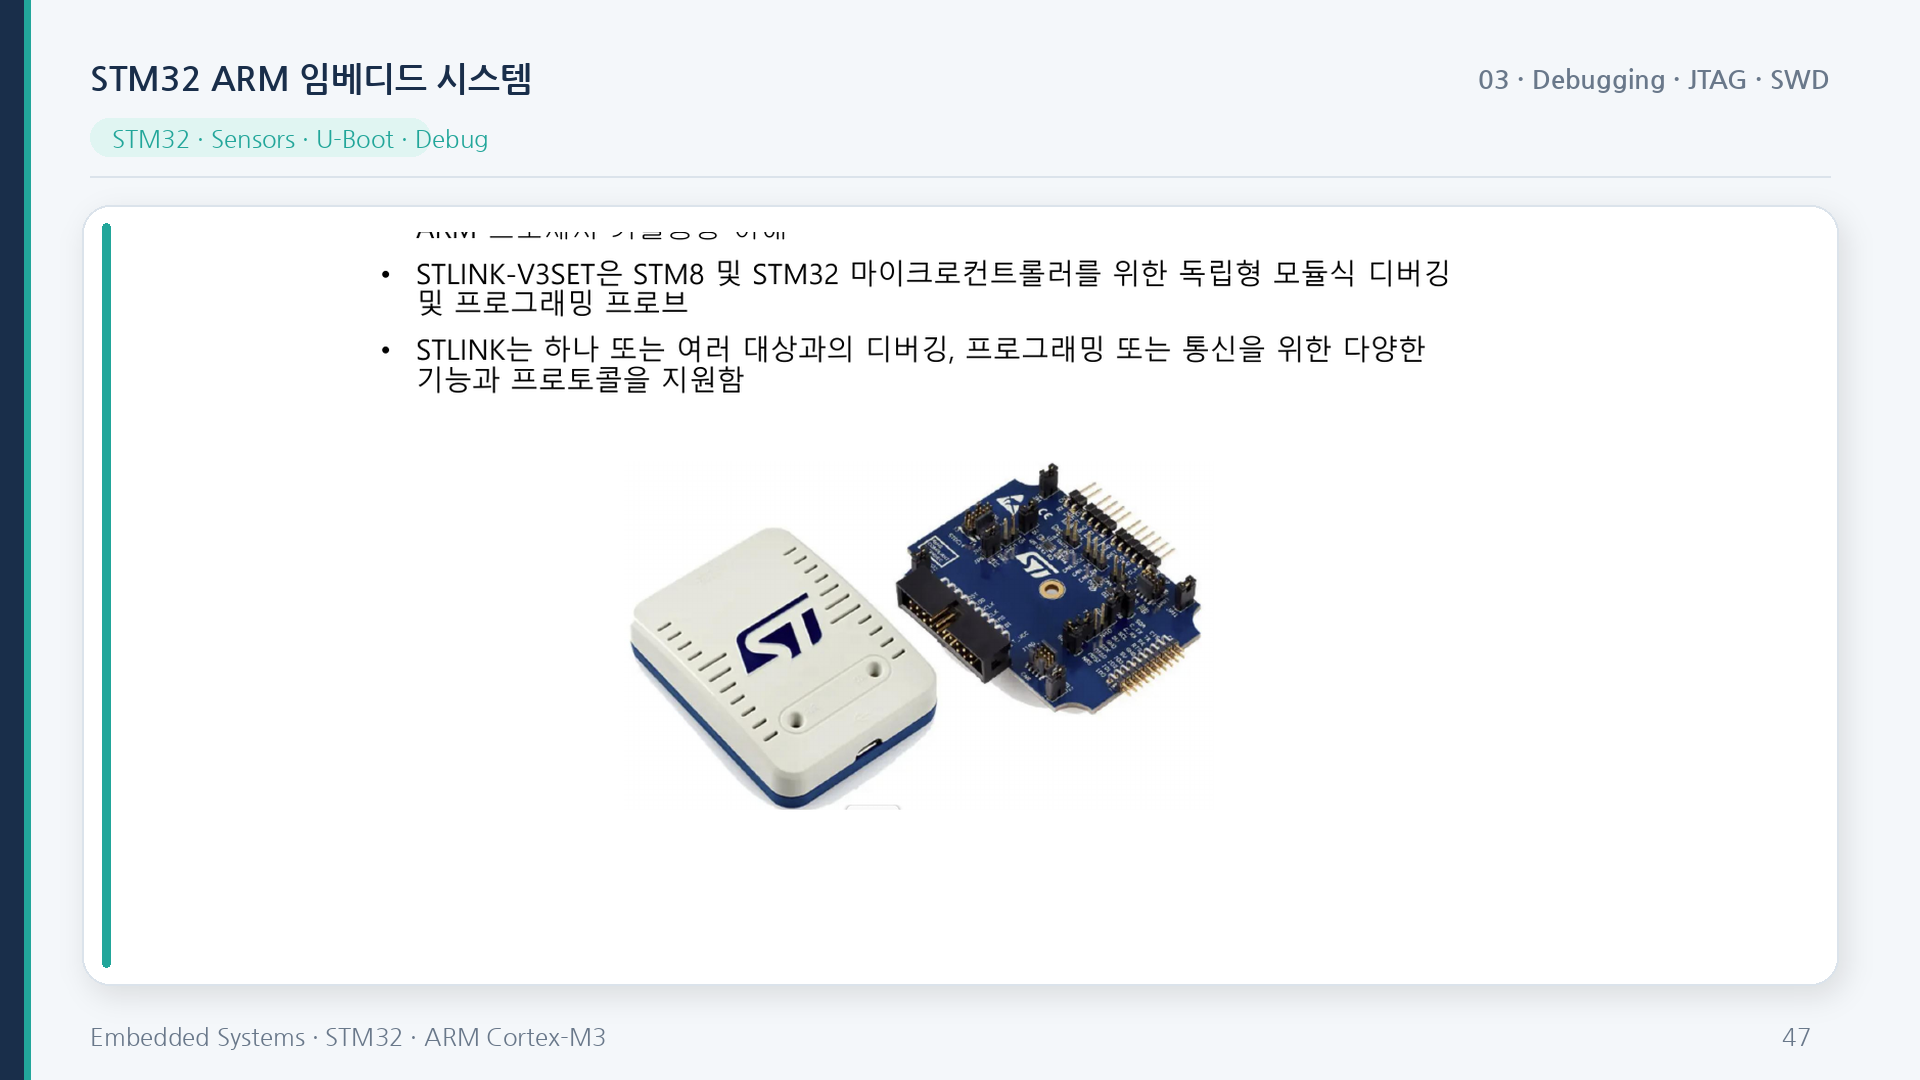 STM32 ARM 임베디드 시스템
03 · Debugging · JTAG · SWD
STM32 · Sensors · U-Boot · Debug
• STLINK-V3SET은 STM8 및 STM32 마이크로컨트롤러를 위한 독립형 모듈식 디버깅
및 프로그래밍 프로브
• STLINK는 하나 또는 여러 대상과의 디버깅, 프로그래밍 또는 통신을 위한 다양한
기능과 프로토콜을 지원함
ST
ST
CE
Embedded Systems · STM32 · ARM Cortex-M3
47